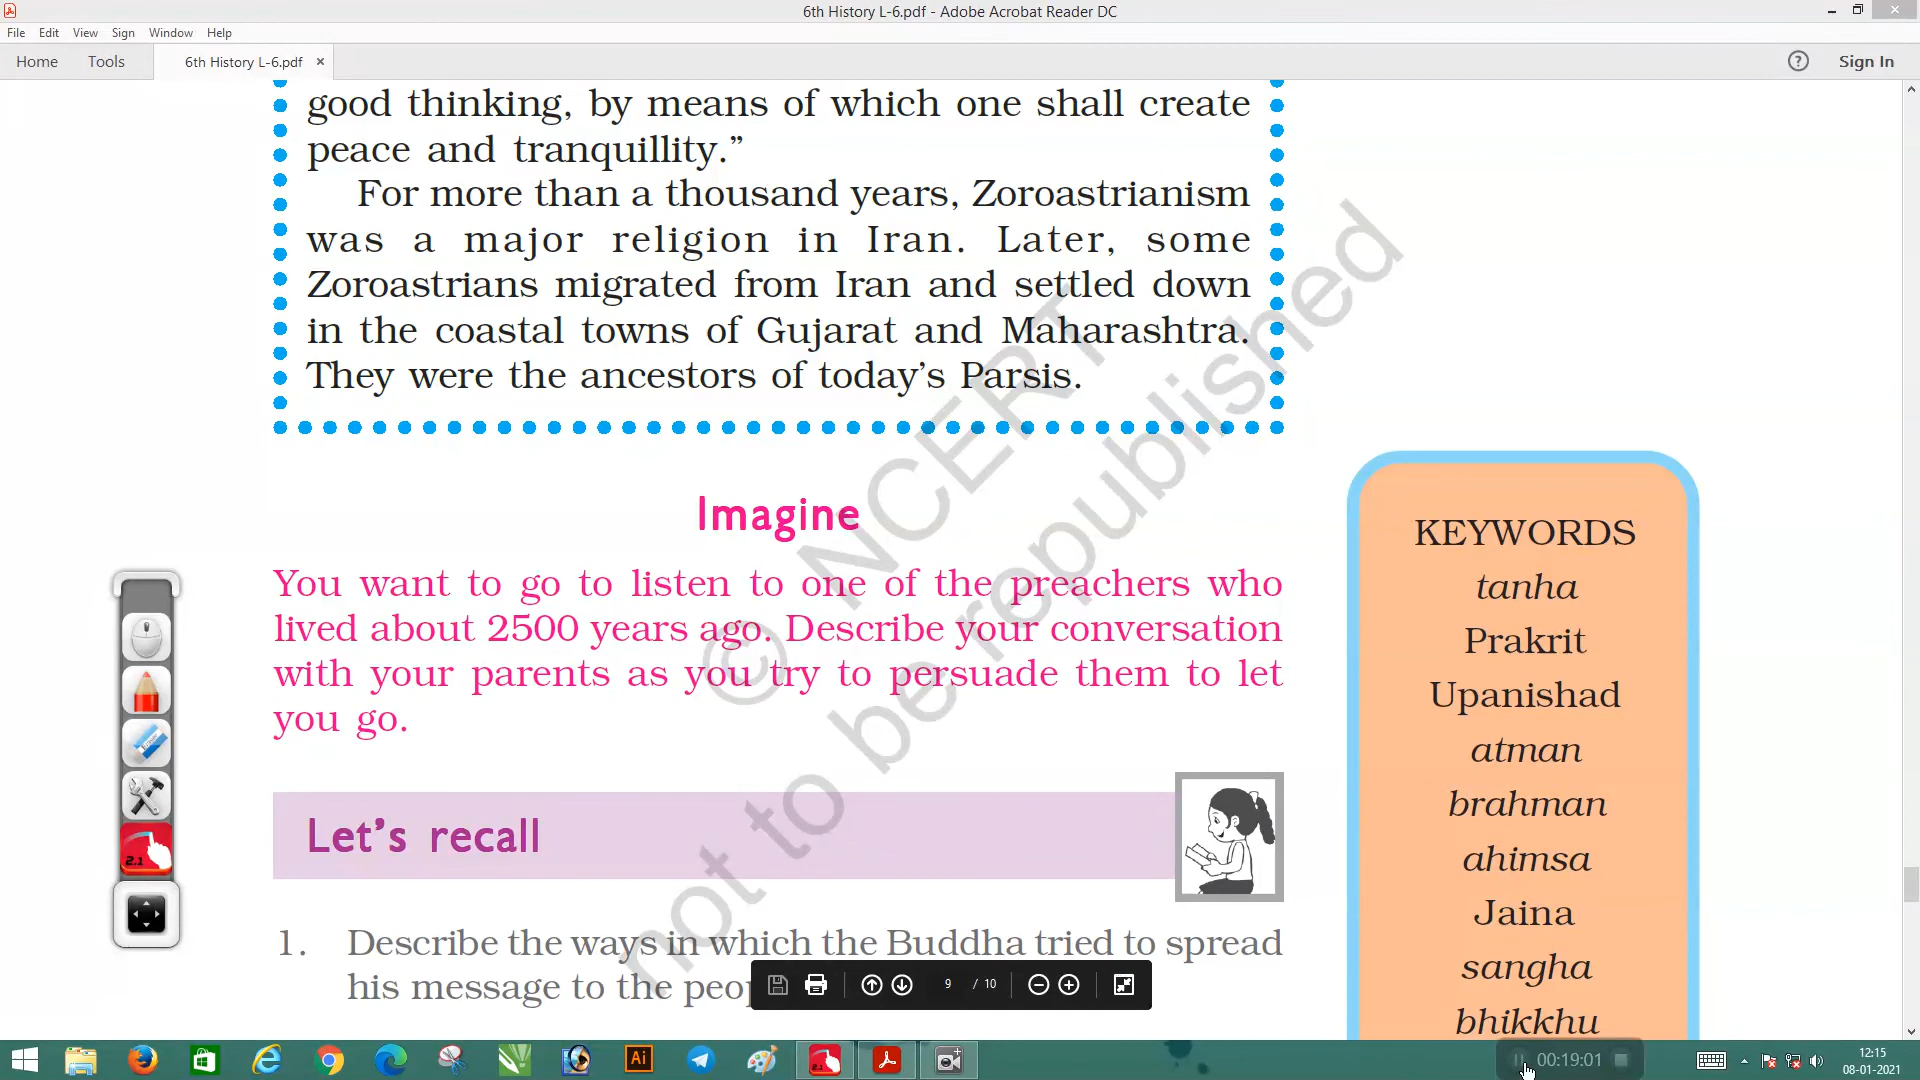 6th History L-6.pdf - Adobe Acrobat Reader DC
File Edit View Sign Window Help
Home Tools 6th History L-6.pdf × ? Sign In
good thinking, by means of which one shall create
peace and tranquillity.”
For more than a thousand years, Zoroastrianism
was a major religion in Iran. Later, some
Zoroastrians migrated from Iran and settled down
in the coastal towns of Gujarat and Maharashtra.
They were the ancestors of today’s Parsis.
Imagine
You want to go to listen to one of the preachers who
lived about 2500 years ago. Describe your conversation
with your parents as you try to persuade them to let
you go.
Let’s recall
1. Describe the ways in which the Buddha tried to spread
his message to the
KEYWORDS
tanha
Prakrit
Upanishad
atman
brahman
ahimsa
Jaina
sangha
bhikkhu
© NCERT
not to be republished
2.1
9 / 10
Ai
2.1
00:19:01
12:15
08-01-2021